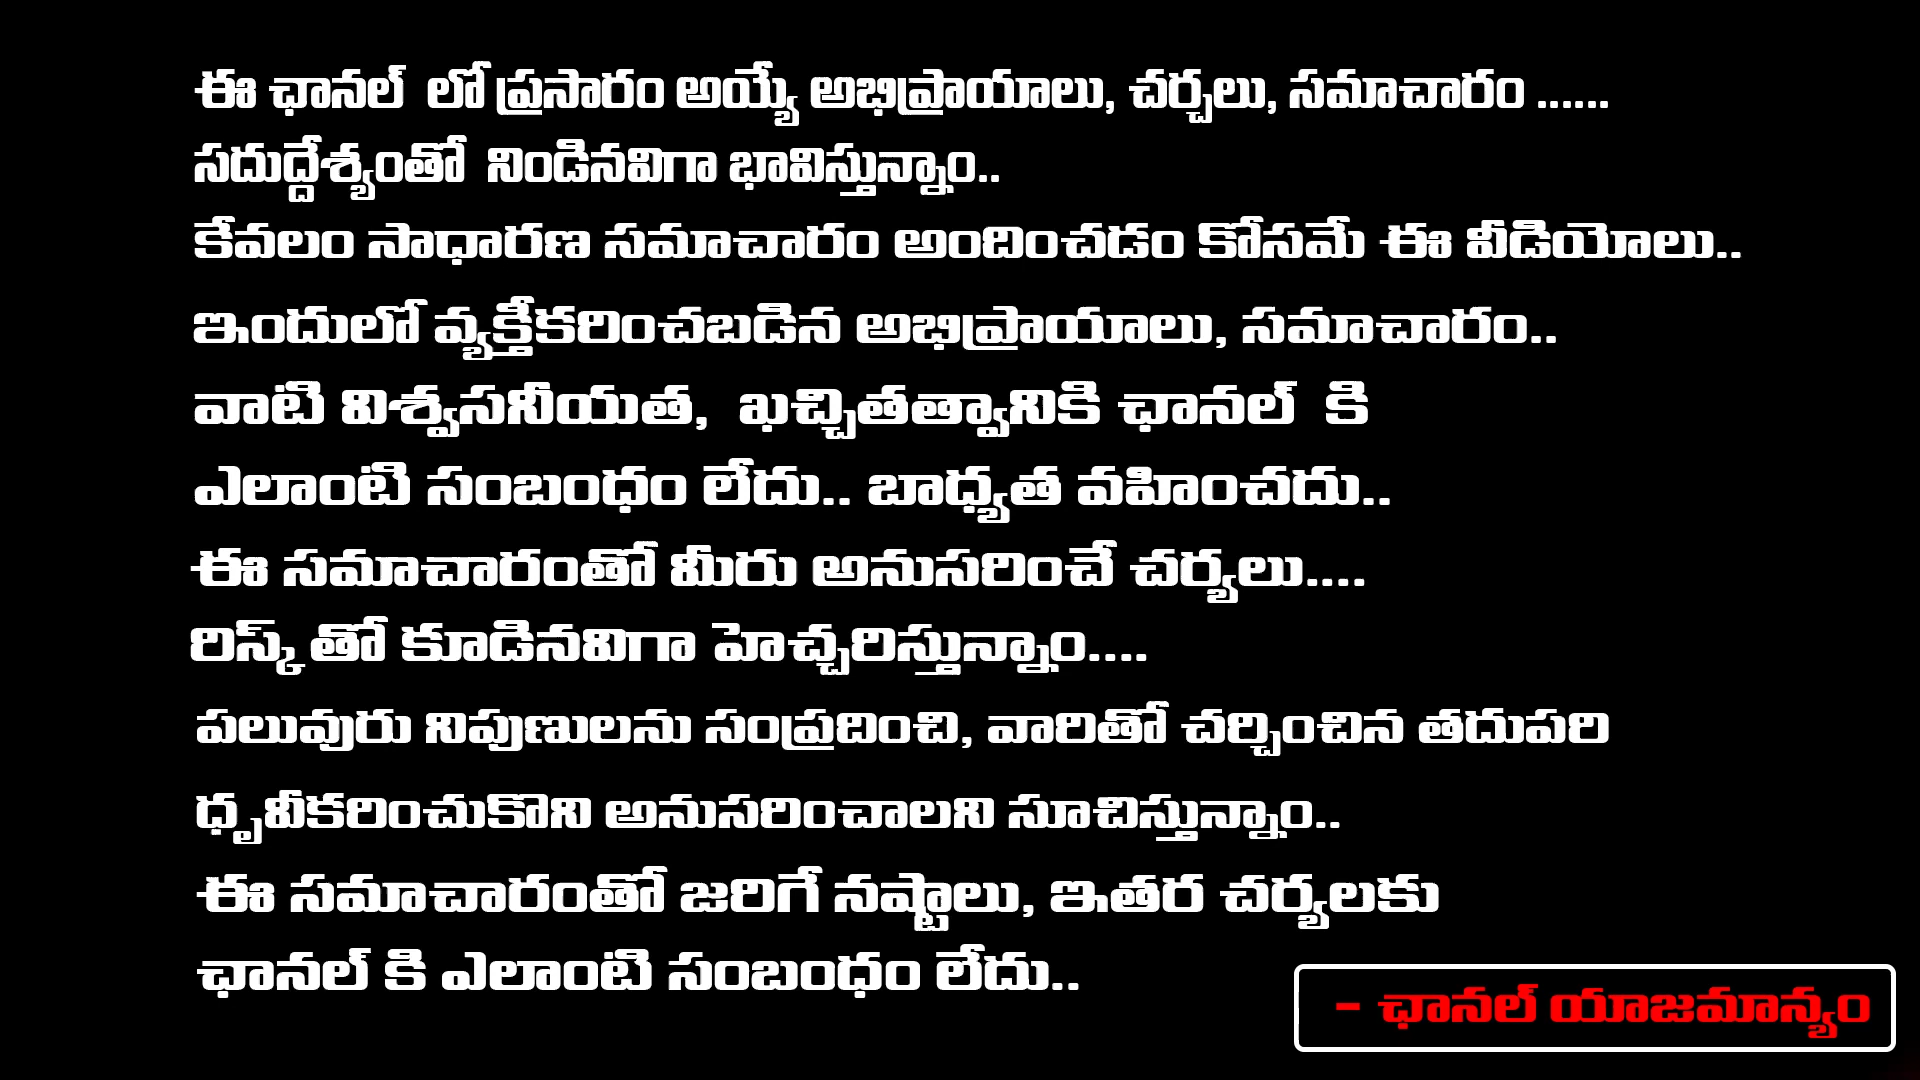 ఈ ఛానల్ లో ప్రసారం అయ్యే అభిప్రాయాలు, చర్చలు, సమాచారం ......
సదుద్దేశ్యంతో నిండినవిగా భావిస్తున్నాం..
కేవలం సాధారణ సమాచారం అందించడం కోసమే ఈ వీడియోలు..
ఇందులో వ్యక్తీకరించబడిన అభిప్రాయాలు, సమాచారం..
వాటి విశ్వసనీయత, ఖచ్చితత్వానికి ఛానల్ కి
ఎలాంటి సంబంధం లేదు.. బాధ్యత వహించదు..
ఈ సమాచారంతో మీరు అనుసరించే చర్యలు....
రిస్క్ తో కూడినవిగా హెచ్చరిస్తున్నాం....
పలువురు నిపుణులను సంప్రదించి, వారితో చర్చించిన తదుపరి
ధృవీకరించుకొని అనుసరించాలని సూచిస్తున్నాం..
ఈ సమాచారంతో జరిగే నష్టాలు, ఇతర చర్యలకు
ఛానల్ కి ఎలాంటి సంబంధం లేదు..
- ఛానల్ యాజమాన్యం